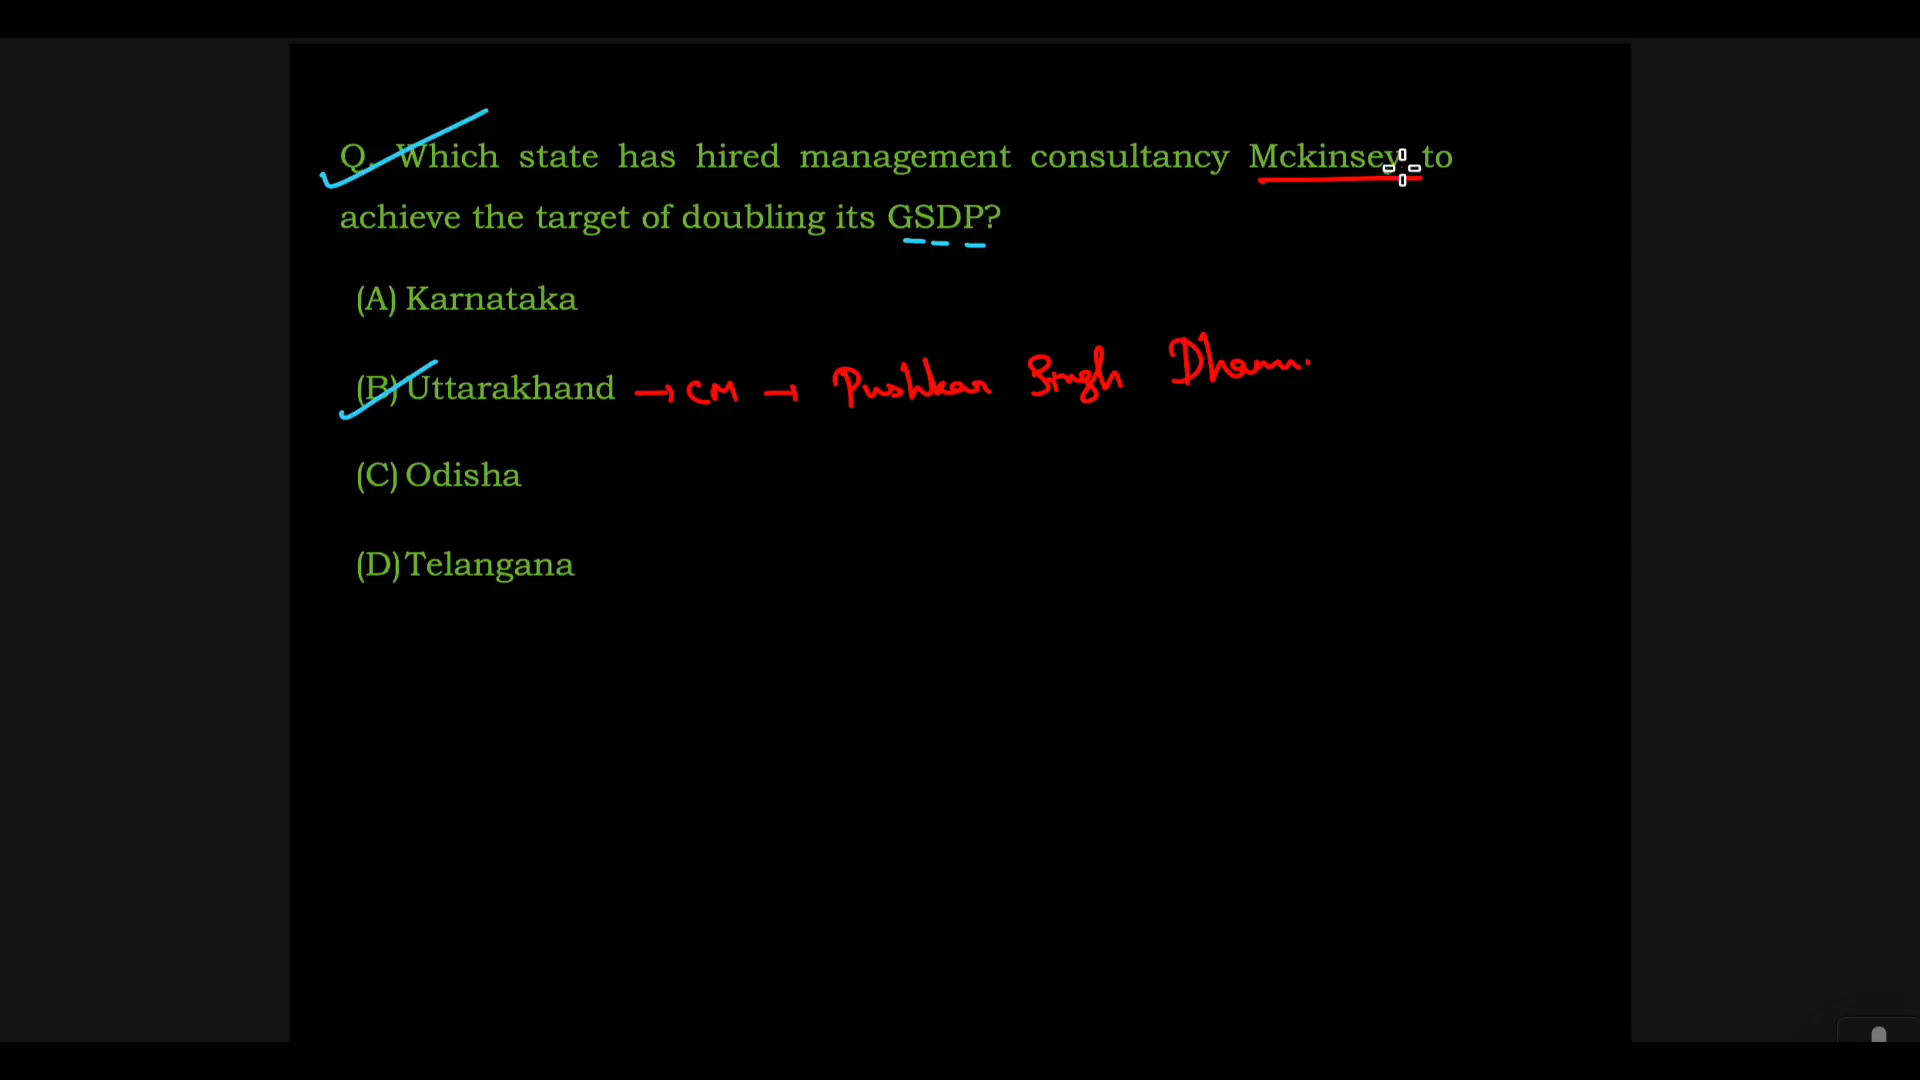 Q. Which state has hired management consultancy Mckinsey to
achieve the target of doubling its GSDP?
(A) Karnataka
(B) Uttarakhand → CM → Pushkar Singh Dhami.
(C) Odisha
(D) Telangana